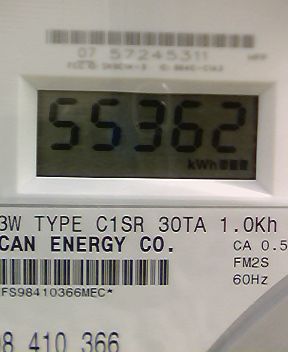 07 57245311
55362
kWh
3W TYPE C1SR 30TA 1.0Kh
CAN ENERGY CO.
CA 0.5
FM2S
60Hz
FS98410366MEC*
98 410 366